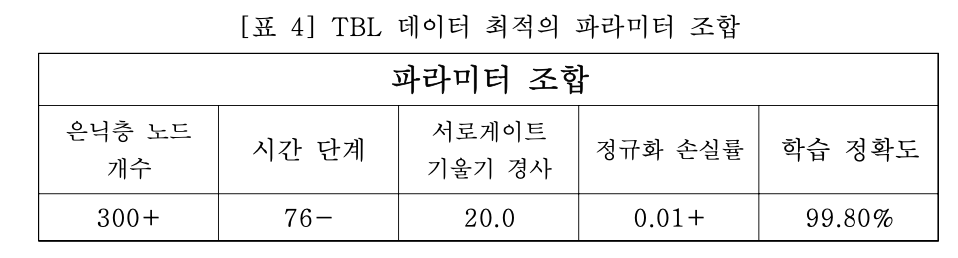 [표 4] TBL 데이터 최적의 파라미터 조합
파라미터 조합
은닉층 노드
개수
시간 단계
서로게이트
기울기 경사
정규화 손실률
학습 정확도
300+
76-
20.0
0.01+
99.80%